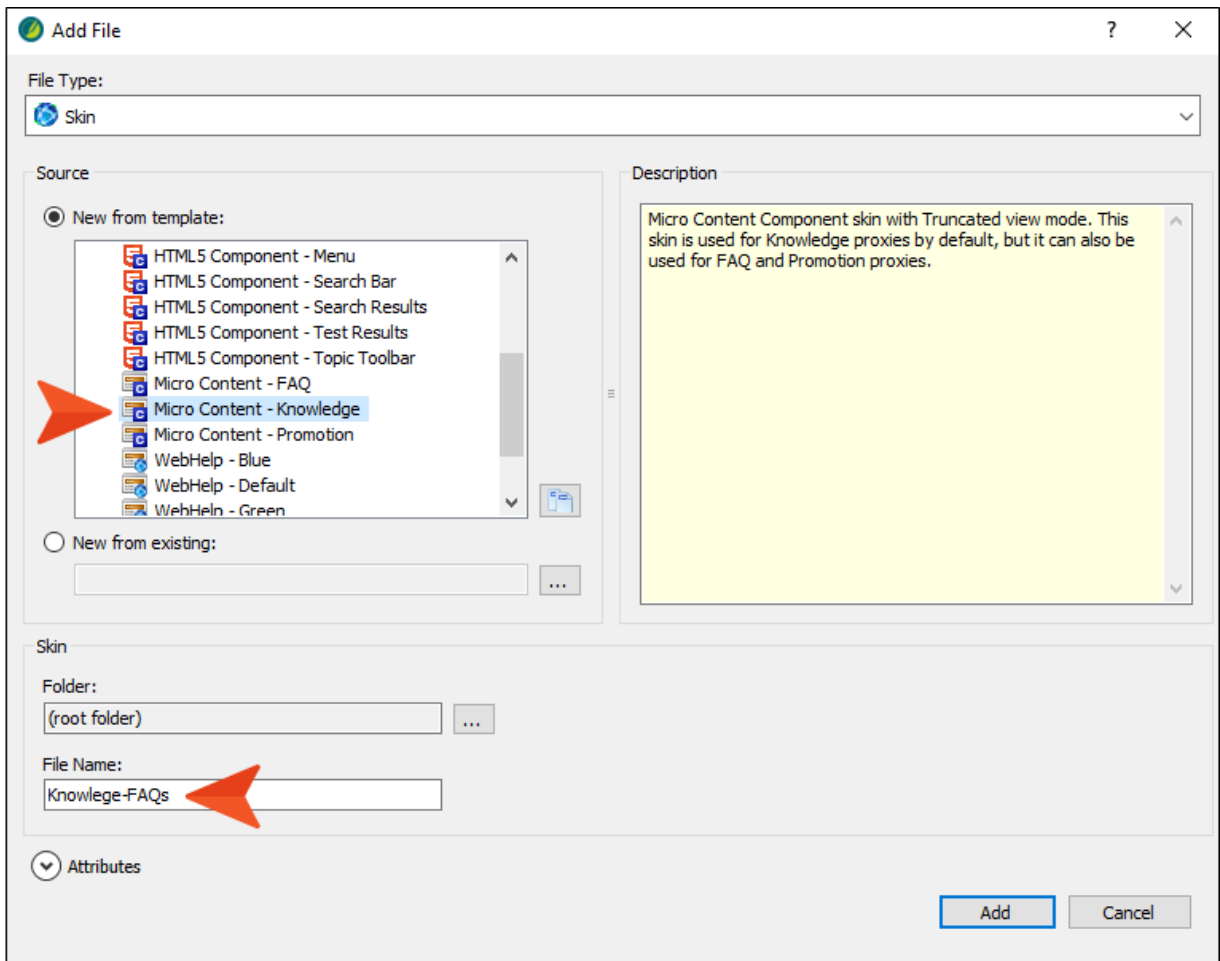 Add File
?
File Type:
Skin
Source
New from template:
HTML5 Component - Menu
HTML5 Component - Search Bar
HTML5 Component - Search Results
HTML5 Component - Test Results
HTML5 Component - Topic Toolbar
Micro Content - FAQ
Micro Content - Knowledge
Micro Content - Promotion
WebHelp - Blue
WebHelp - Default
WebHelp - Green
New from existing:
...
Description
Micro Content Component skin with Truncated view mode. This
skin is used for Knowledge proxies by default, but it can also be
used for FAQ and Promotion proxies.
Skin
Folder:
(root folder)
...
File Name:
Knowlege-FAQs
Attributes
Add
Cancel